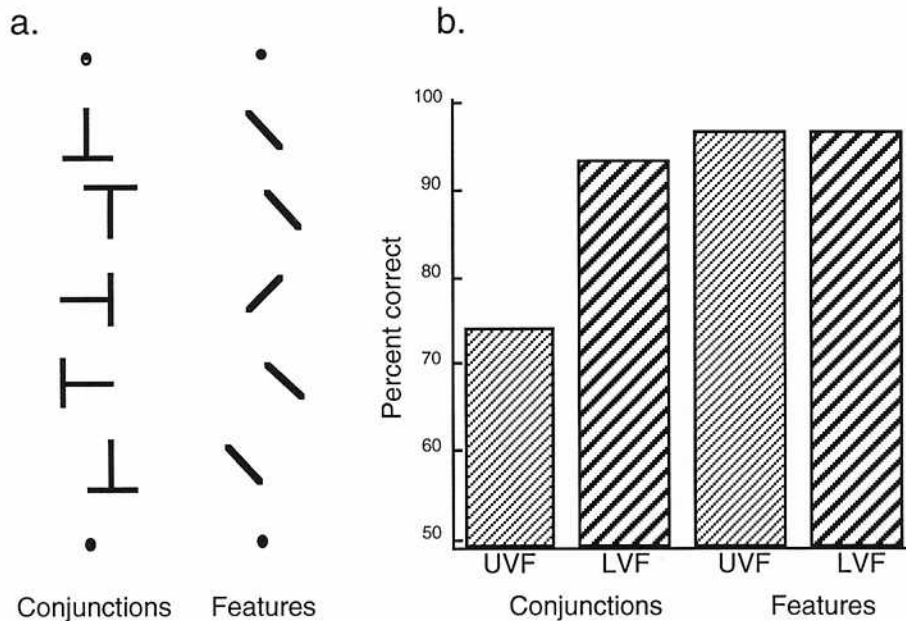 a.
Conjunctions Features
b.
Percent correct
100
90
80
70
60
50
UVF LVF UVF LVF
Conjunctions Features